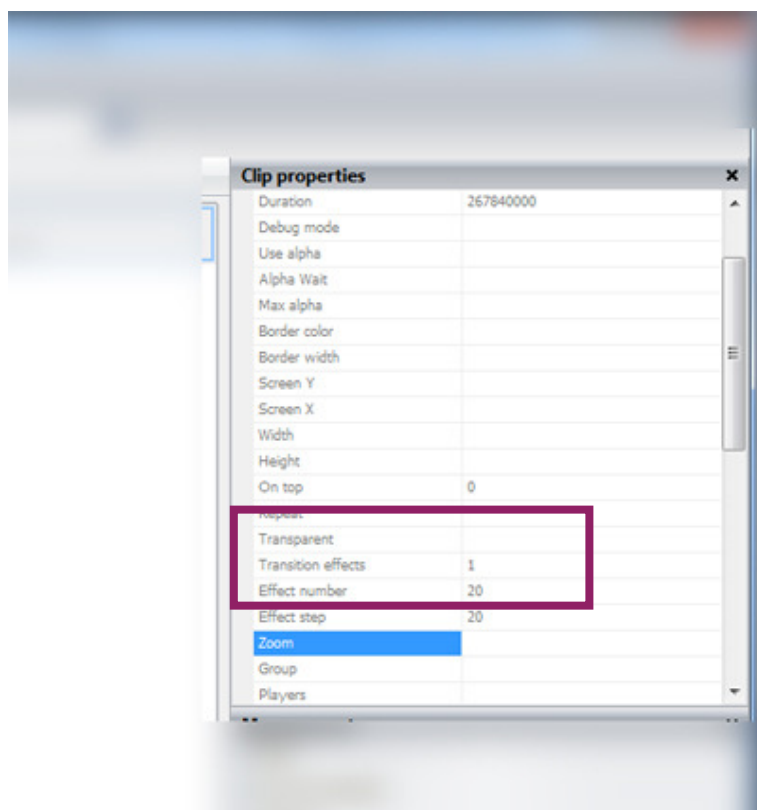 Clip properties
Duration 267840000
Debug mode
Use alpha
Alpha Wait
Max alpha
Border color
Border width
Screen Y
Screen X
Width
Height
On top 0
Repeat
Transparent
Transition effects 1
Effect number 20
Effect step 20
Zoom
Group
Players